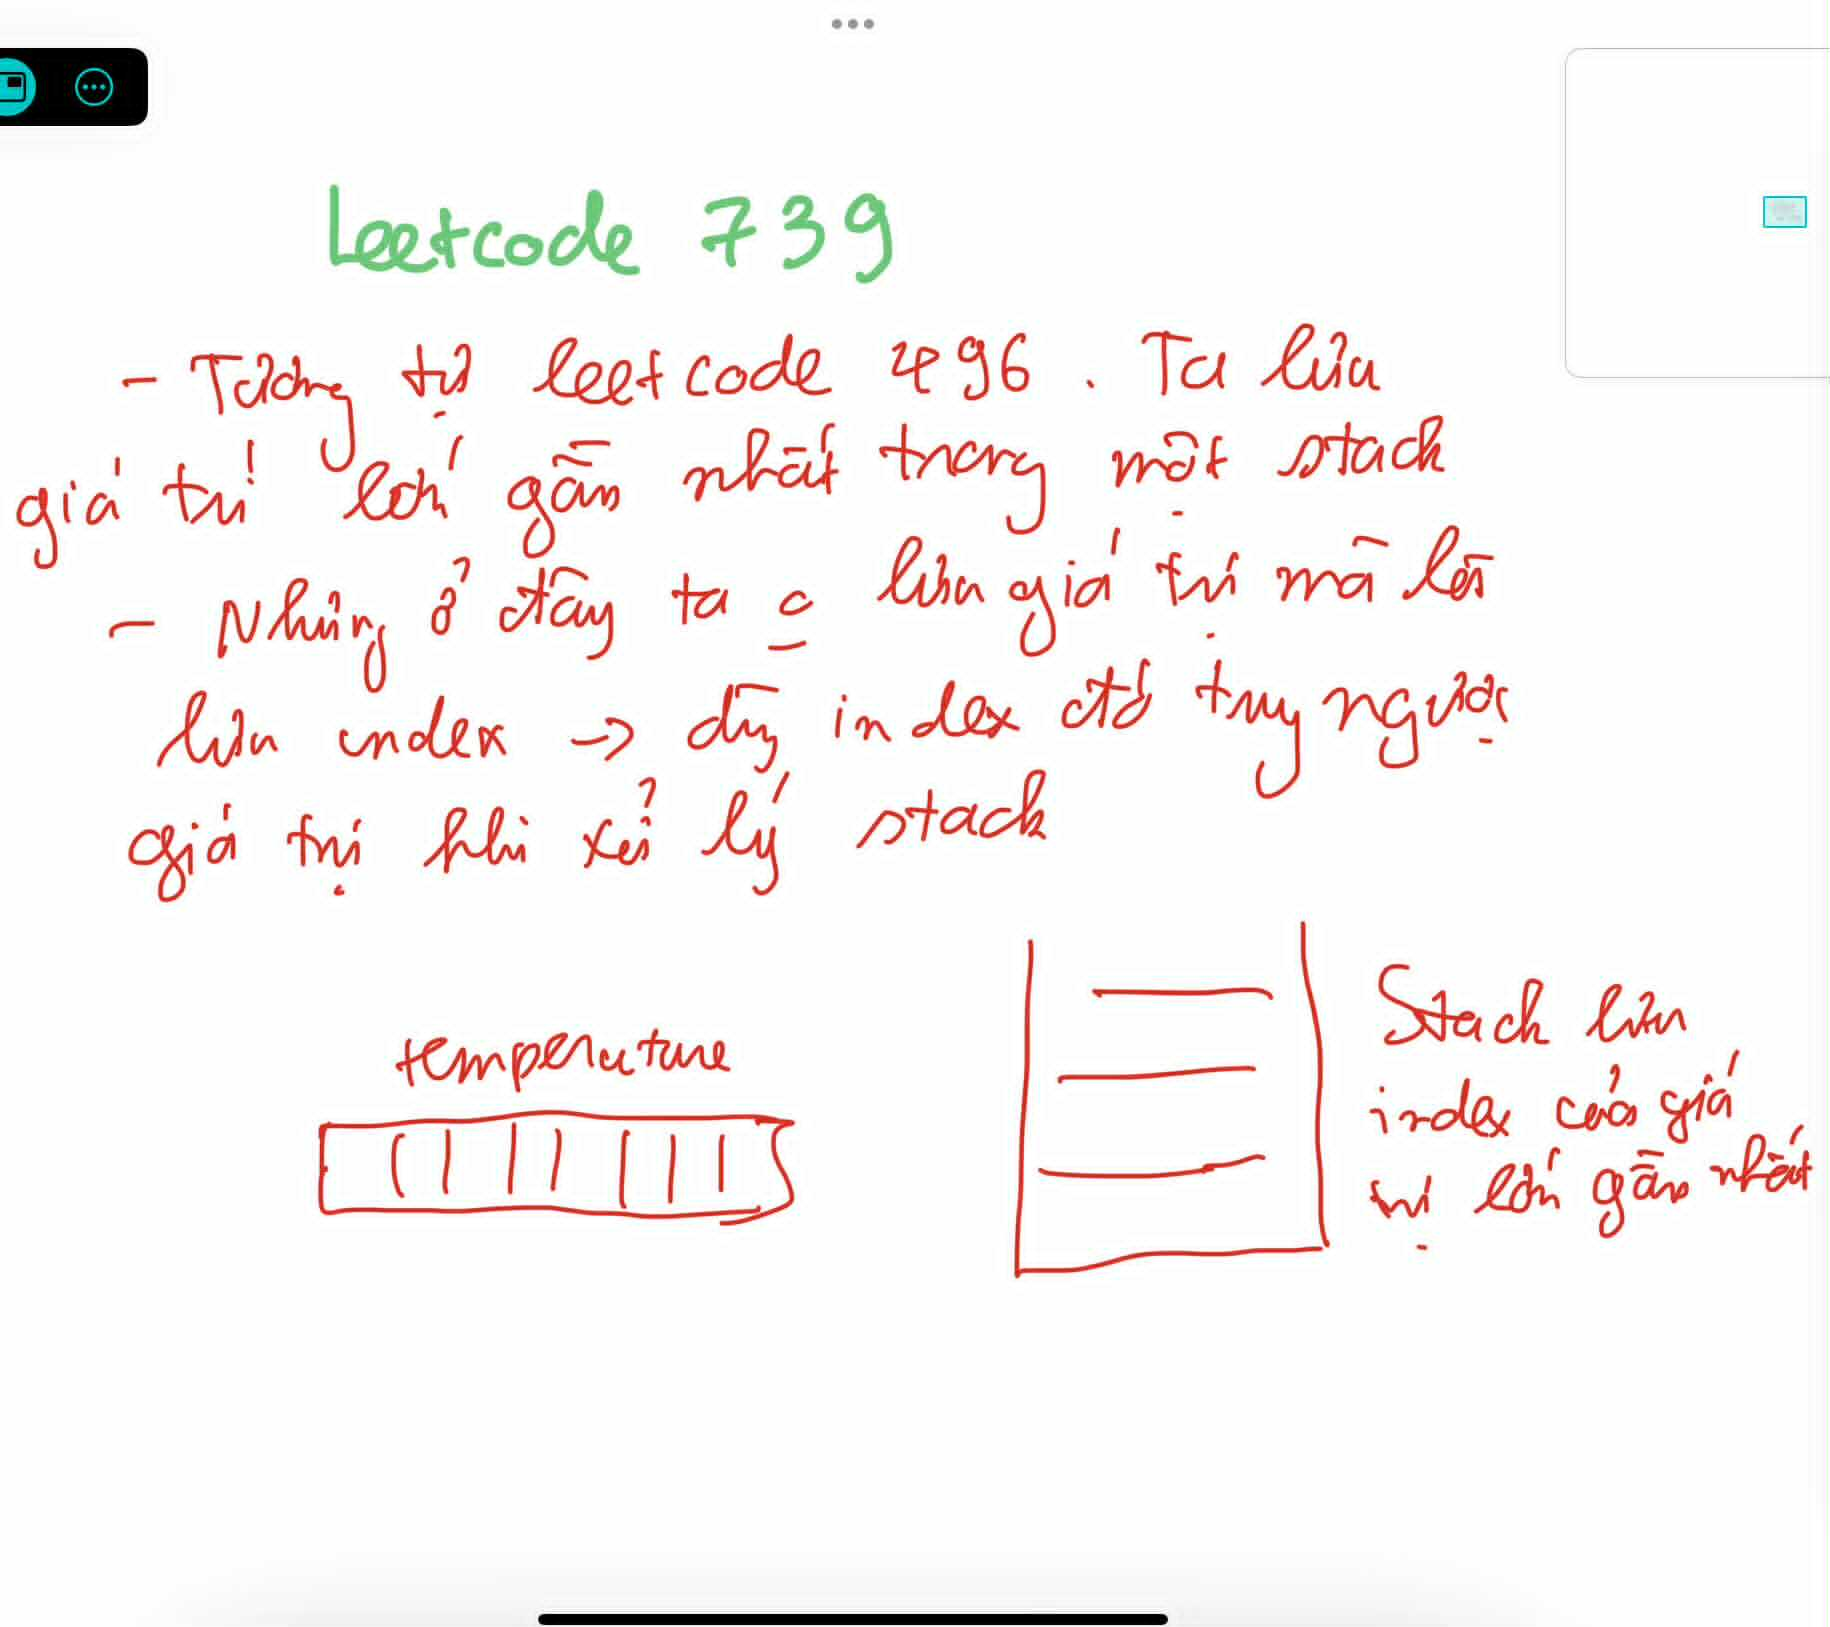 Leetcode 739
- Tương tự leetcode 496. Ta lưu
giá trị lớn gần nhất trong một stack
- Nhưng ở đây ta c lưu giá trị mà lại
lưu index → dùng index đó truy ngược
giá trị khi xử lý stack
temperature
Stack lưu
index của giá
trị lớn gần nhất